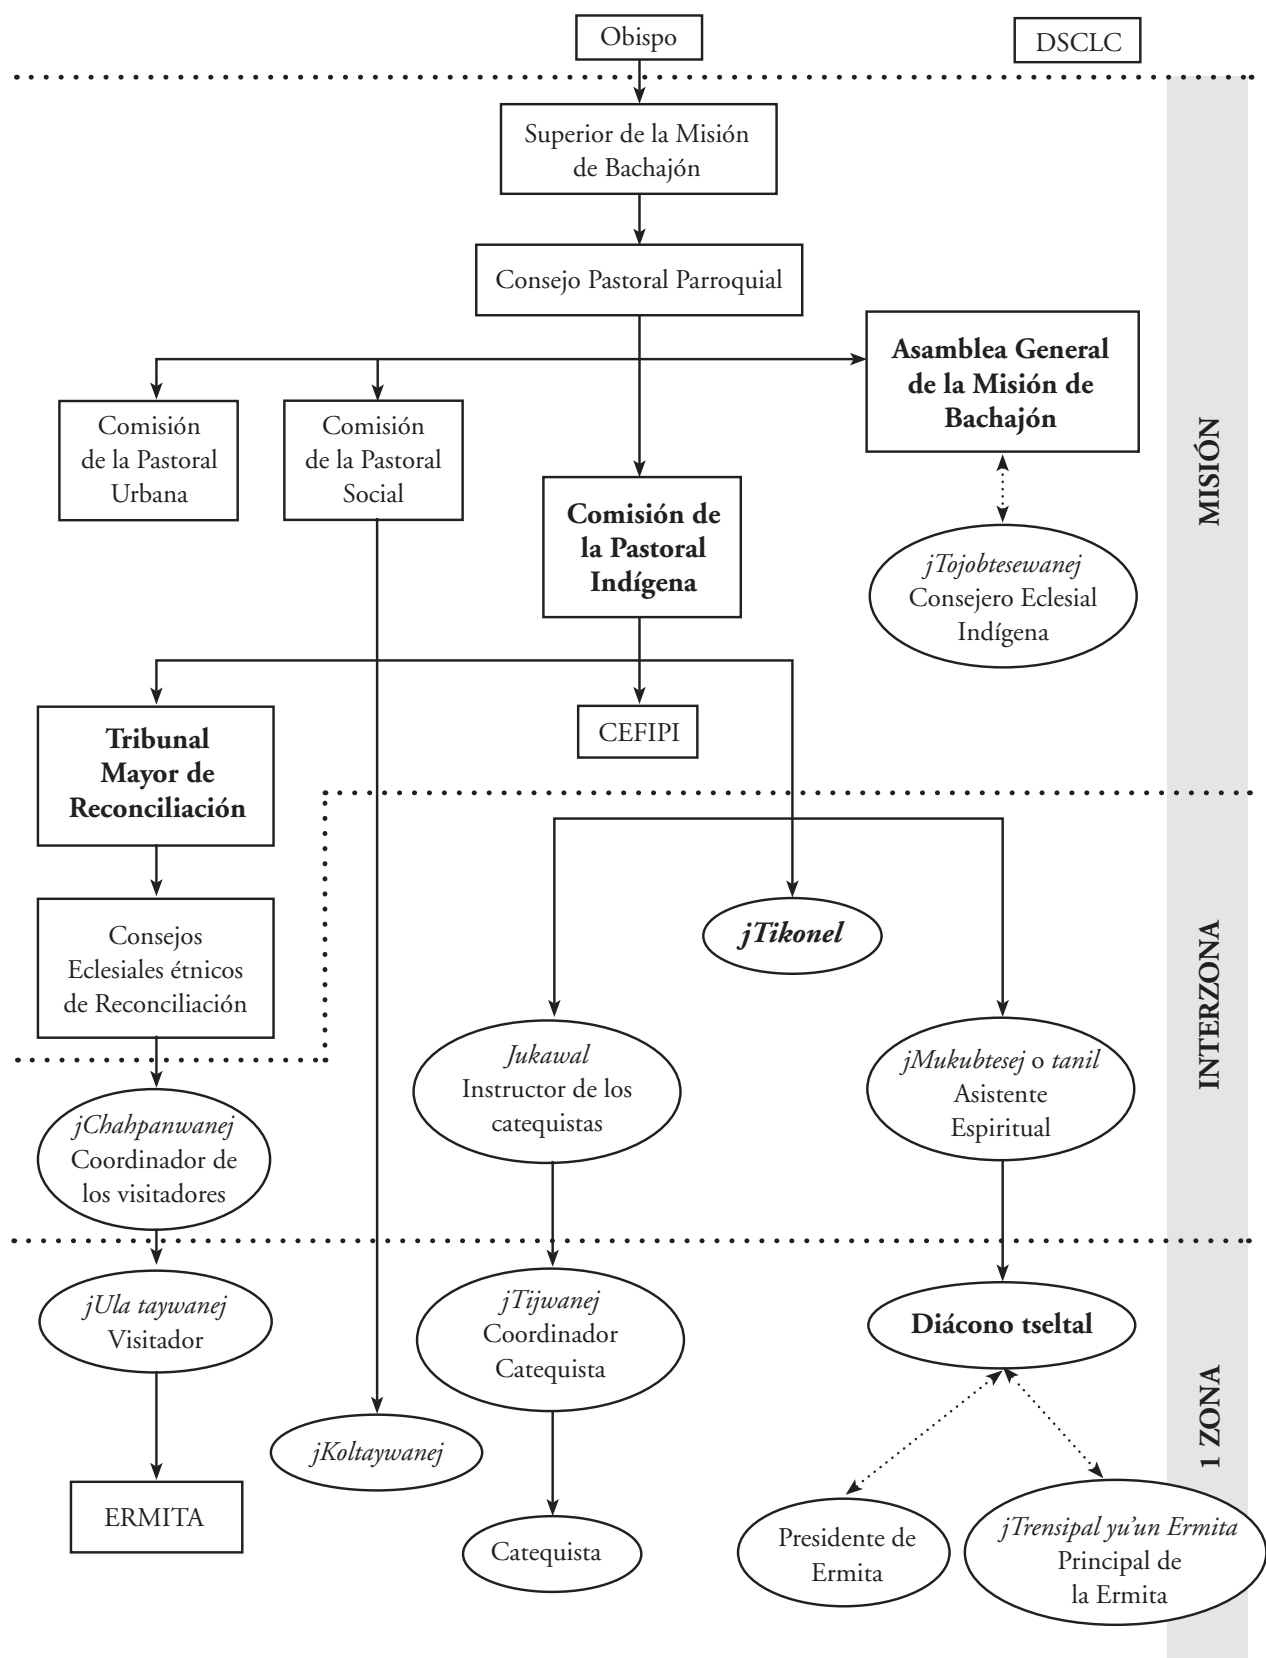 Obispo
DSCLC
Superior de la Misión
de Bachajón
Consejo Pastoral Parroquial
Asamblea General
de la Misión de
Bachajón
Comisión
de la Pastoral
Urbana
Comisión
de la Pastoral
Social
Comisión de
la Pastoral
Indígena
jTojobtesewanej
Consejero Eclesial
Indígena
MISIÓN
Tribunal
Mayor de
Reconciliación
CEFIPI
Consejos
Eclesiales étnicos
de Reconciliación
jTikonel
INTERZONA
jChahpanwanej
Coordinador de
los visitadores
Jukawal
Instructor de los
catequistas
jMukubtesej o tanil
Asistente
Espiritual
jUla taywanej
Visitador
jTijwanej
Coordinador
Catequista
Diácono tseltal
1 ZONA
jKoltaywanej
ERMITA
Catequista
Presidente de
Ermita
jTrensipal yu'un Ermita
Principal de
la Ermita